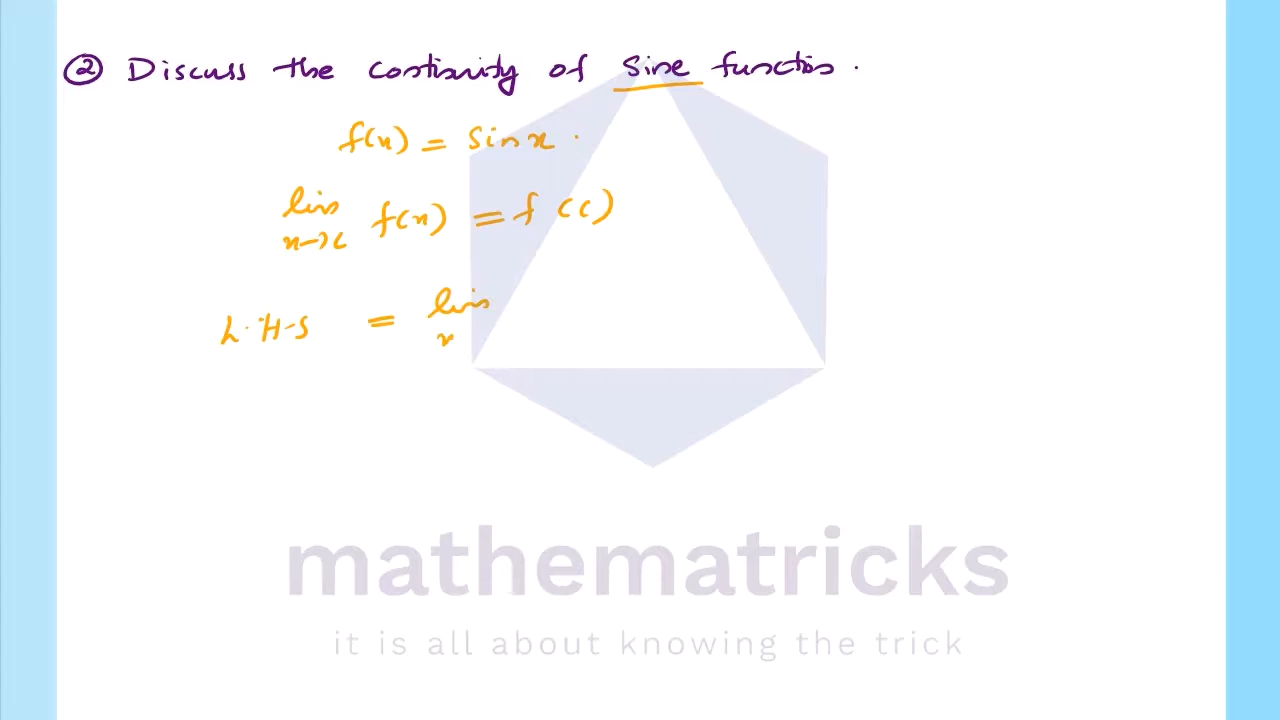 ② Discuss the continuity of sine function.
f(x) = sin x.
lim f(x) = f(c)
x→c
L.H.S = lim
x
mathematricks
it is all about knowing the trick